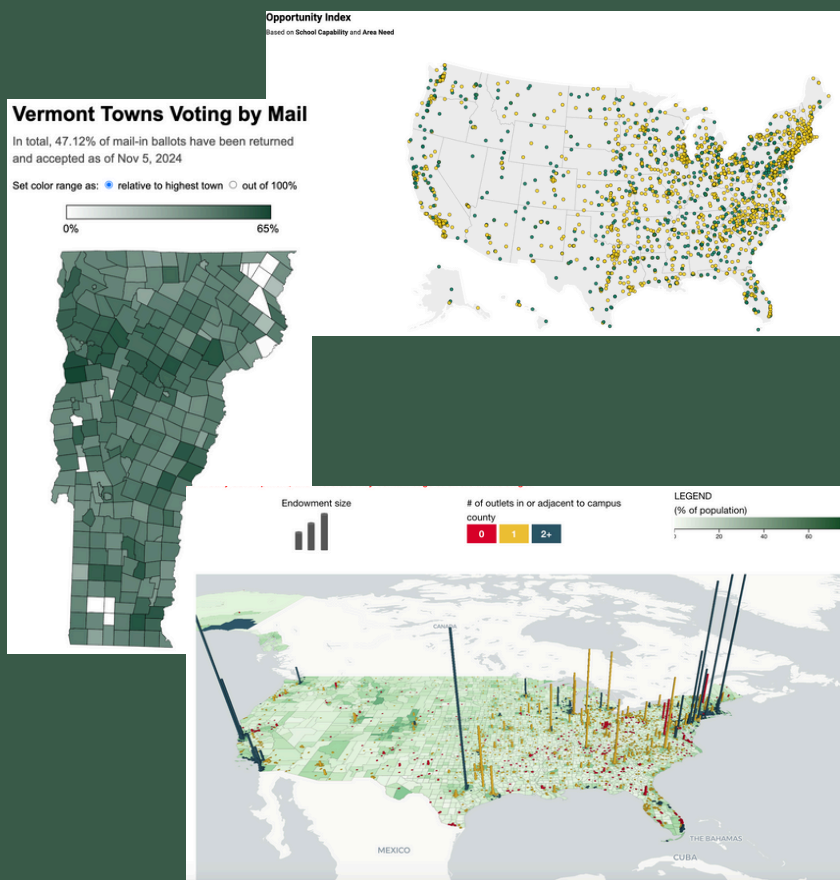 Opportunity Index
Based on School Capability and Area Need
Vermont Towns Voting by Mail
In total, 47.12% of mail-in ballots have been returned
and accepted as of Nov 5, 2024
Set color range as: relative to highest town out of 100%
0% 65%
Endowment size
# of outlets in or adjacent to campus
county
0 1 2+
LEGEND
(% of population)
20 40 60
CANADA
MEXICO
THE BAHAMAS
CUBA